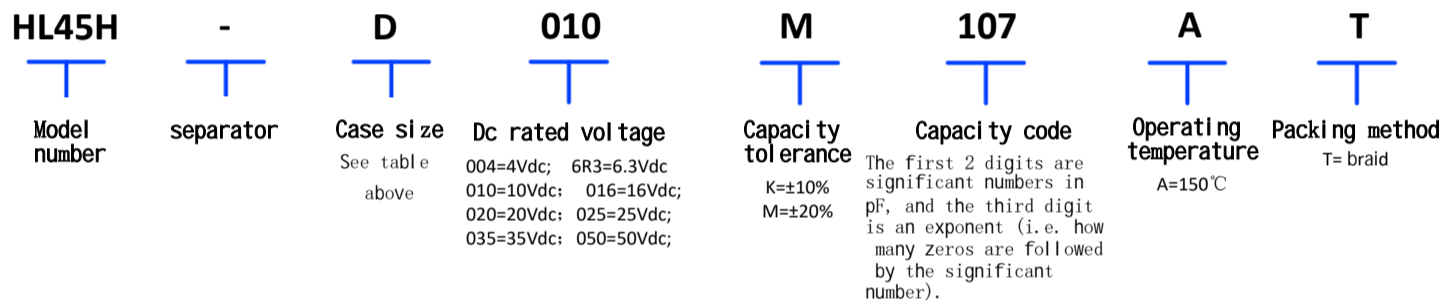 HL45H - D 010 M 107 A T
Model number
separator
Case size
See table
above
Dc rated voltage
004=4Vdc; 6R3=6.3Vdc
010=10Vdc; 016=16Vdc;
020=20Vdc; 025=25Vdc;
035=35Vdc; 050=50Vdc;
Capacity
tolerance
K=±10%
M=±20%
Capacity code
The first 2 digits are
significant numbers in
pF, and the third digit
is an exponent (i.e. how
many zeros are followed
by the significant
number).
Operating
temperature
A=150℃
Packing method
T= braid